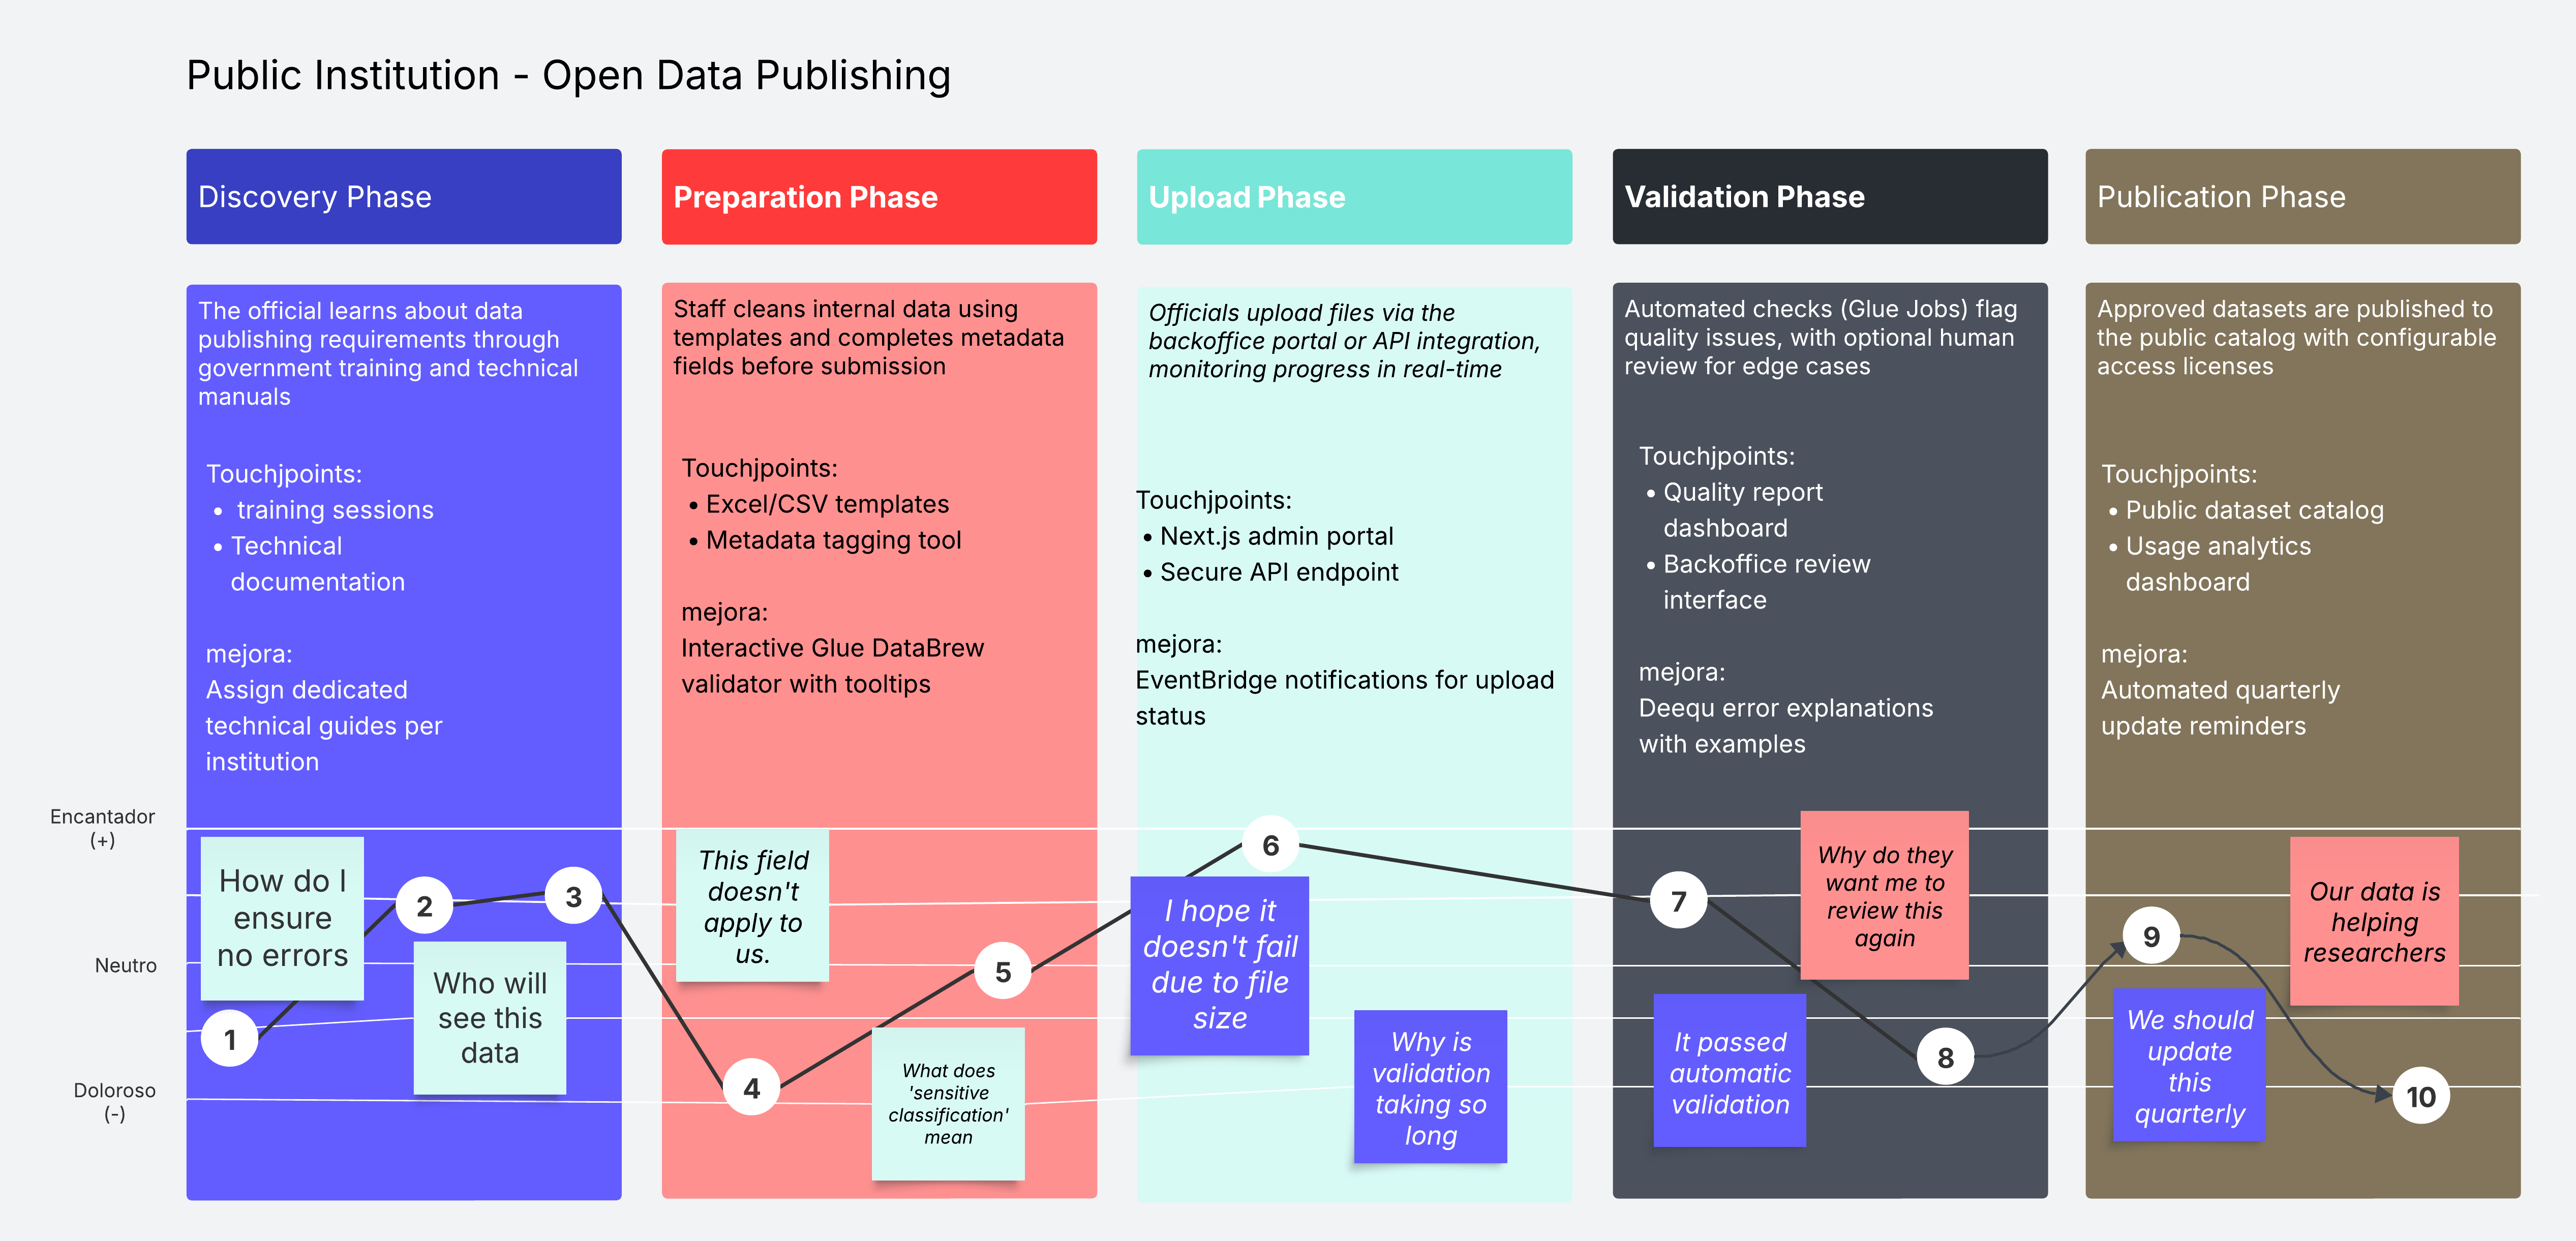 Public Institution - Open Data Publishing
Discovery Phase
The official learns about data
publishing requirements through
government training and technical
manuals
Touchjpoints:
• training sessions
• Technical
documentation
mejora:
Assign dedicated
technical guides per
institution
Preparation Phase
Staff cleans internal data using
templates and completes metadata
fields before submission
Touchjpoints:
• Excel/CSV templates
• Metadata tagging tool
mejora:
Interactive Glue DataBrew
validator with tooltips
Upload Phase
Officials upload files via the
backoffice portal or API integration,
monitoring progress in real-time
Touchjpoints:
• Next.js admin portal
• Secure API endpoint
mejora:
EventBridge notifications for upload
status
Validation Phase
Automated checks (Glue Jobs) flag
quality issues, with optional human
review for edge cases
Touchjpoints:
• Quality report
dashboard
• Backoffice review
interface
mejora:
Deequ error explanations
with examples
Publication Phase
Approved datasets are published to
the public catalog with configurable
access licenses
Touchjpoints:
• Public dataset catalog
• Usage analytics
dashboard
mejora:
Automated quarterly
update reminders
Encantador
(+)
Neutro
Doloroso
(-)
How do I
ensure
no errors
1
2
3
Who will
see this
data
This field
doesn't
apply to
us.
4
5
What does
'sensitive
classification'
mean
6
I hope it
doesn't fail
due to file
size
Why is
validation
taking so
long
7
Why do they
want me to
review this
again
It passed
automatic
validation
8
9
We should
update
this
quarterly
Our data is
helping
researchers
10